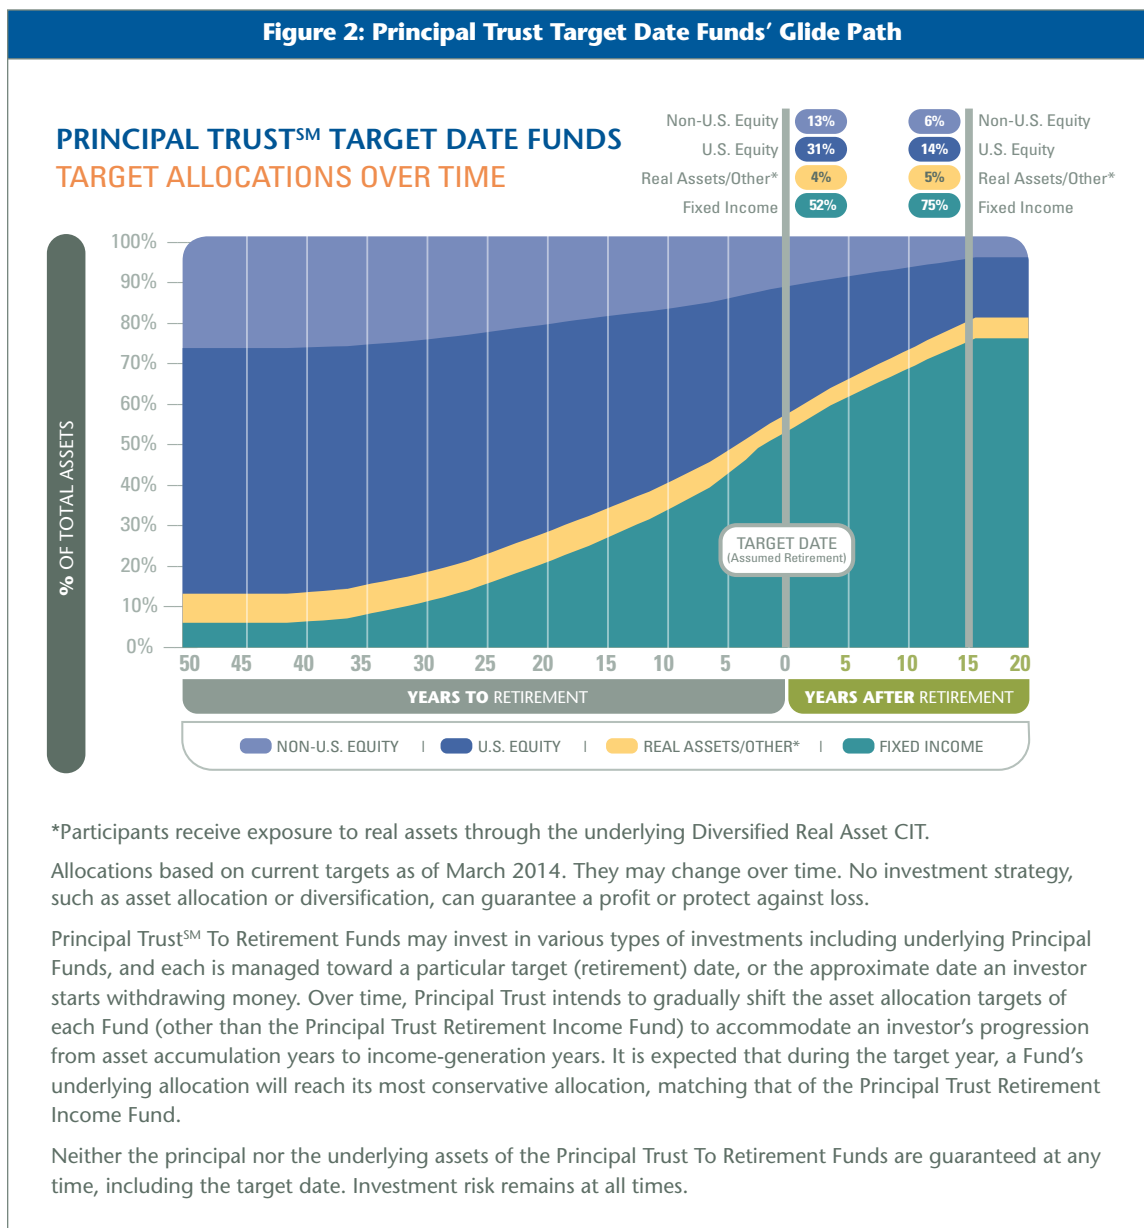 Figure 2: Principal Trust Target Date Funds’ Glide Path
PRINCIPAL TRUST℠ TARGET DATE FUNDS
TARGET ALLOCATIONS OVER TIME
Non-U.S. Equity 13% 6% Non-U.S. Equity
U.S. Equity 31% 14% U.S. Equity
Real Assets/Other* 4% 5% Real Assets/Other*
Fixed Income 52% 75% Fixed Income
% OF TOTAL ASSETS
100%
90%
80%
70%
60%
50%
40%
30%
20%
10%
0%
TARGET DATE
(Assumed Retirement)
50 45 40 35 30 25 20 15 10 5 0 5 10 15 20
YEARS TO RETIREMENT YEARS AFTER RETIREMENT
NON-U.S. EQUITY | U.S. EQUITY | REAL ASSETS/OTHER* | FIXED INCOME
*Participants receive exposure to real assets through the underlying Diversified Real Asset CIT.
Allocations based on current targets as of March 2014. They may change over time. No investment strategy,
such as asset allocation or diversification, can guarantee a profit or protect against loss.
Principal Trust℠ To Retirement Funds may invest in various types of investments including underlying Principal
Funds, and each is managed toward a particular target (retirement) date, or the approximate date an investor
starts withdrawing money. Over time, Principal Trust intends to gradually shift the asset allocation targets of
each Fund (other than the Principal Trust Retirement Income Fund) to accommodate an investor’s progression
from asset accumulation years to income-generation years. It is expected that during the target year, a Fund’s
underlying allocation will reach its most conservative allocation, matching that of the Principal Trust Retirement
Income Fund.
Neither the principal nor the underlying assets of the Principal Trust To Retirement Funds are guaranteed at any
time, including the target date. Investment risk remains at all times.